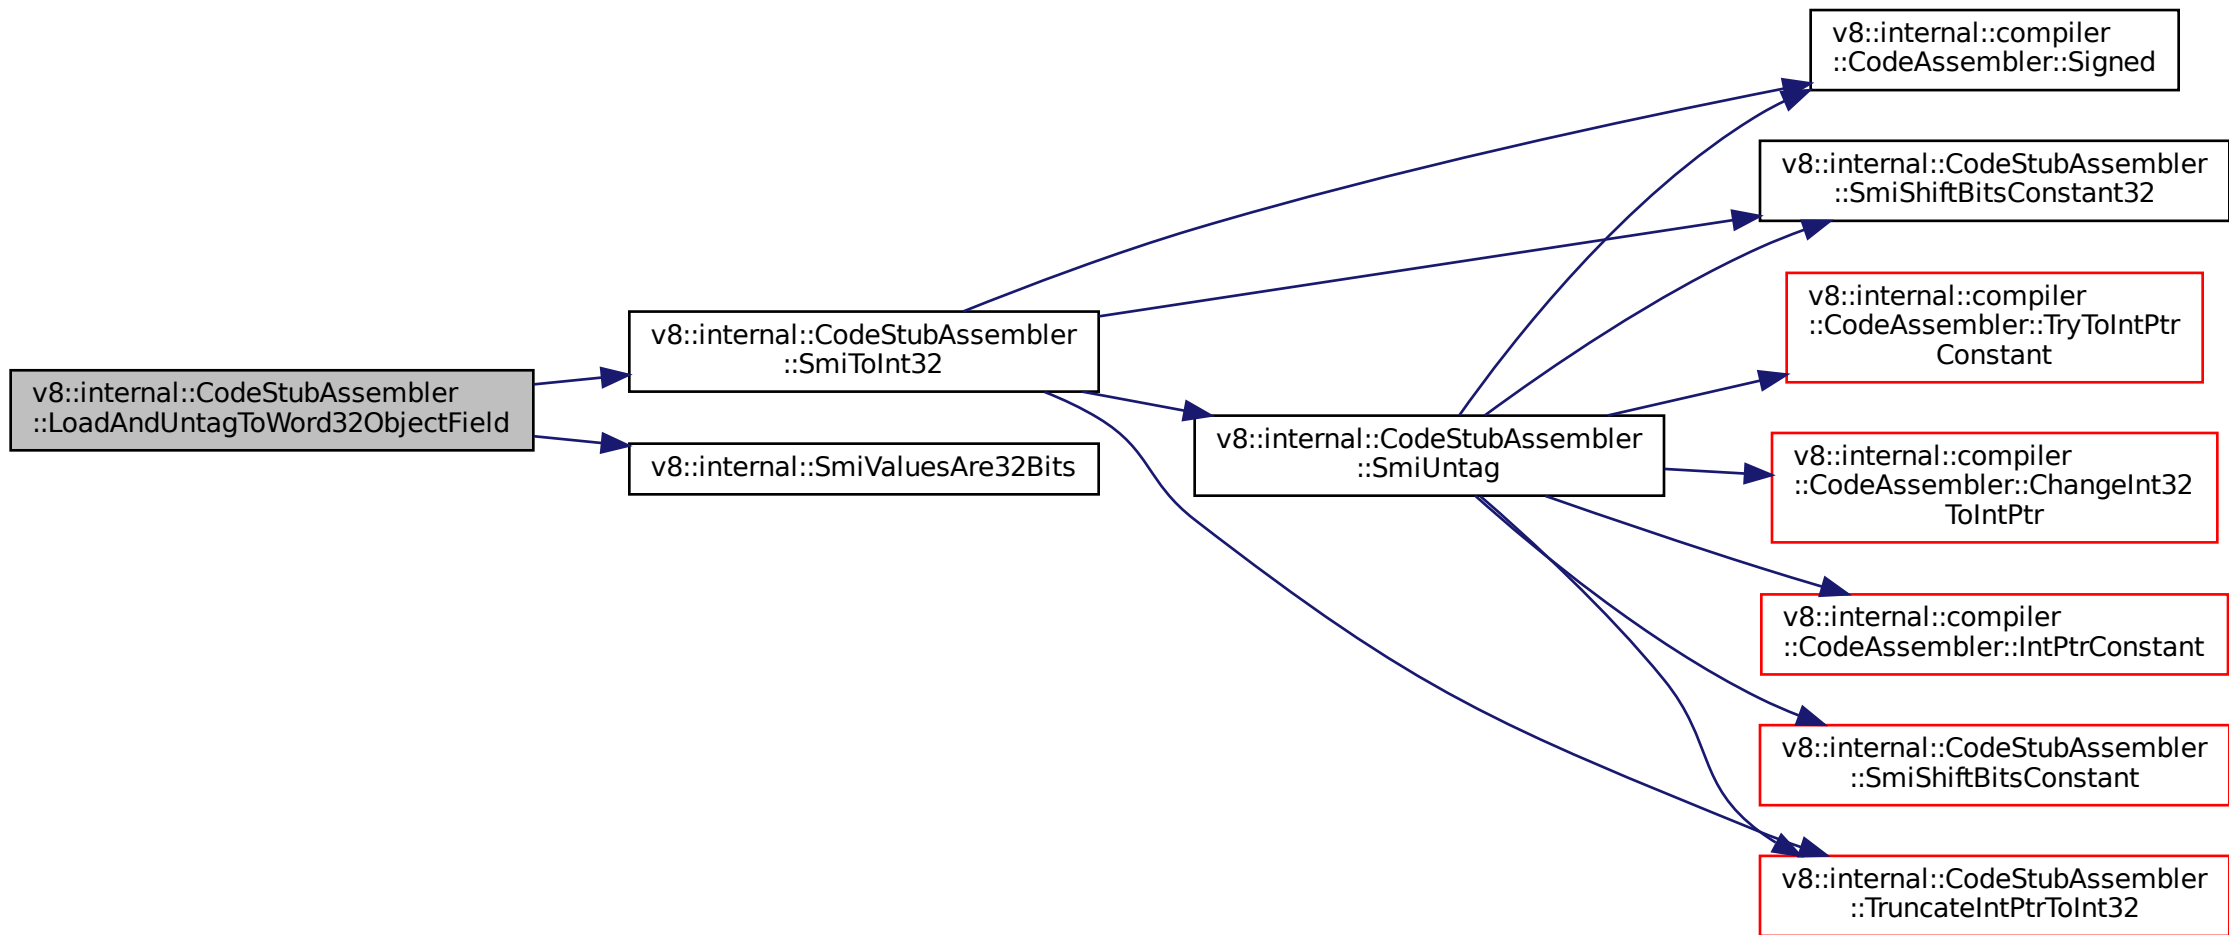 v8::internal::CodeStubAssembler
::LoadAndUntagToWord32ObjectField
v8::internal::CodeStubAssembler
::SmiToInt32
v8::internal::SmiValuesAre32Bits
v8::internal::CodeStubAssembler
::SmiUntag
v8::internal::compiler
::CodeAssembler::Signed
v8::internal::CodeStubAssembler
::SmiShiftBitsConstant32
v8::internal::compiler
::CodeAssembler::TryToIntPtr
Constant
v8::internal::compiler
::CodeAssembler::ChangeInt32
ToIntPtr
v8::internal::compiler
::CodeAssembler::IntPtrConstant
v8::internal::CodeStubAssembler
::SmiShiftBitsConstant
v8::internal::CodeStubAssembler
::TruncateIntPtrToInt32